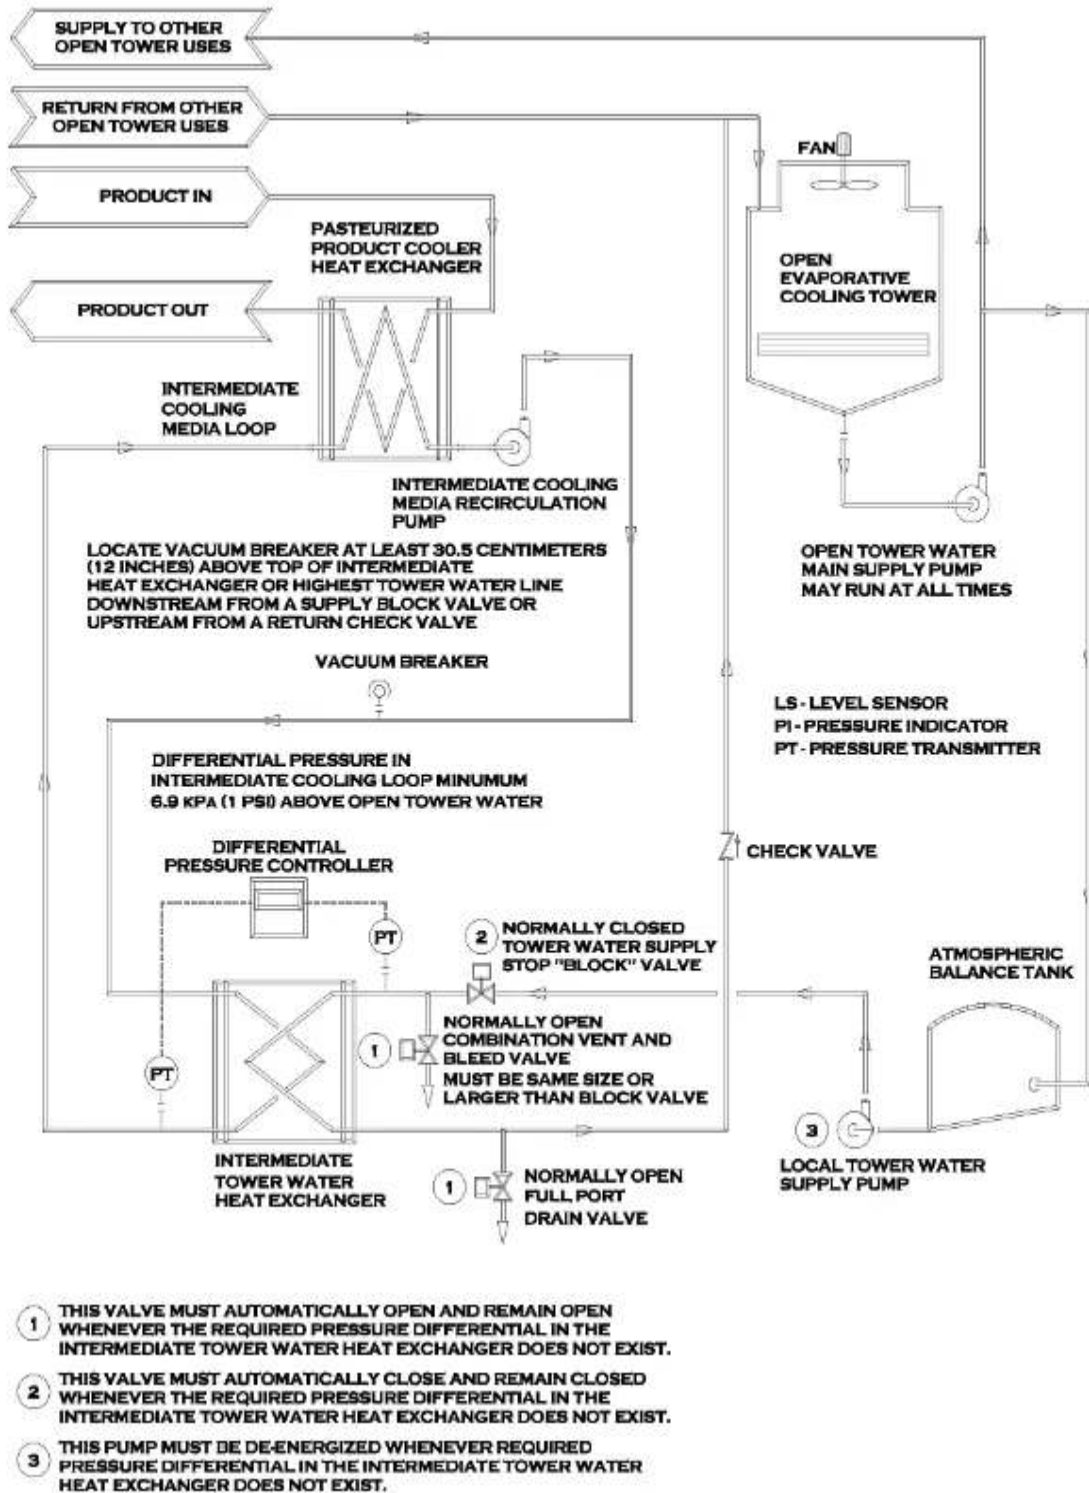 SUPPLY TO OTHER
OPEN TOWER USES
RETURN FROM OTHER
OPEN TOWER USES
FAN
PRODUCT IN
PASTEURIZED
PRODUCT COOLER
HEAT EXCHANGER
OPEN
EVAPORATIVE
COOLING TOWER
PRODUCT OUT
INTERMEDIATE
COOLING
MEDIA LOOP
INTERMEDIATE COOLING
MEDIA RECIRCULATION
PUMP
OPEN TOWER WATER
MAIN SUPPLY PUMP
MAY RUN AT ALL TIMES
LOCATE VACUUM BREAKER AT LEAST 30.5 CENTIMETERS
(12 INCHES) ABOVE TOP OF INTERMEDIATE
HEAT EXCHANGER OR HIGHEST TOWER WATER LINE
DOWNSTREAM FROM A SUPPLY BLOCK VALVE OR
UPSTREAM FROM A RETURN CHECK VALVE
VACUUM BREAKER
LS - LEVEL SENSOR
PI - PRESSURE INDICATOR
PT - PRESSURE TRANSMITTER
DIFFERENTIAL PRESSURE IN
INTERMEDIATE COOLING LOOP MINUMUM
6.9 KPA (1 PSI) ABOVE OPEN TOWER WATER
DIFFERENTIAL
PRESSURE CONTROLLER
CHECK VALVE
PT
2
NORMALLY CLOSED
TOWER WATER SUPPLY
STOP "BLOCK" VALVE
ATMOSPHERIC
BALANCE TANK
PT
1
NORMALLY OPEN
COMBINATION VENT AND
BLEED VALVE
MUST BE SAME SIZE OR
LARGER THAN BLOCK VALVE
3
LOCAL TOWER WATER
SUPPLY PUMP
INTERMEDIATE
TOWER WATER
HEAT EXCHANGER
1
NORMALLY OPEN
FULL PORT
DRAIN VALVE
1 THIS VALVE MUST AUTOMATICALLY OPEN AND REMAIN OPEN
WHENEVER THE REQUIRED PRESSURE DIFFERENTIAL IN THE
INTERMEDIATE TOWER WATER HEAT EXCHANGER DOES NOT EXIST.
2 THIS VALVE MUST AUTOMATICALLY CLOSE AND REMAIN CLOSED
WHENEVER THE REQUIRED PRESSURE DIFFERENTIAL IN THE
INTERMEDIATE TOWER WATER HEAT EXCHANGER DOES NOT EXIST.
3 THIS PUMP MUST BE DE-ENERGIZED WHENEVER REQUIRED
PRESSURE DIFFERENTIAL IN THE INTERMEDIATE TOWER WATER
HEAT EXCHANGER DOES NOT EXIST.